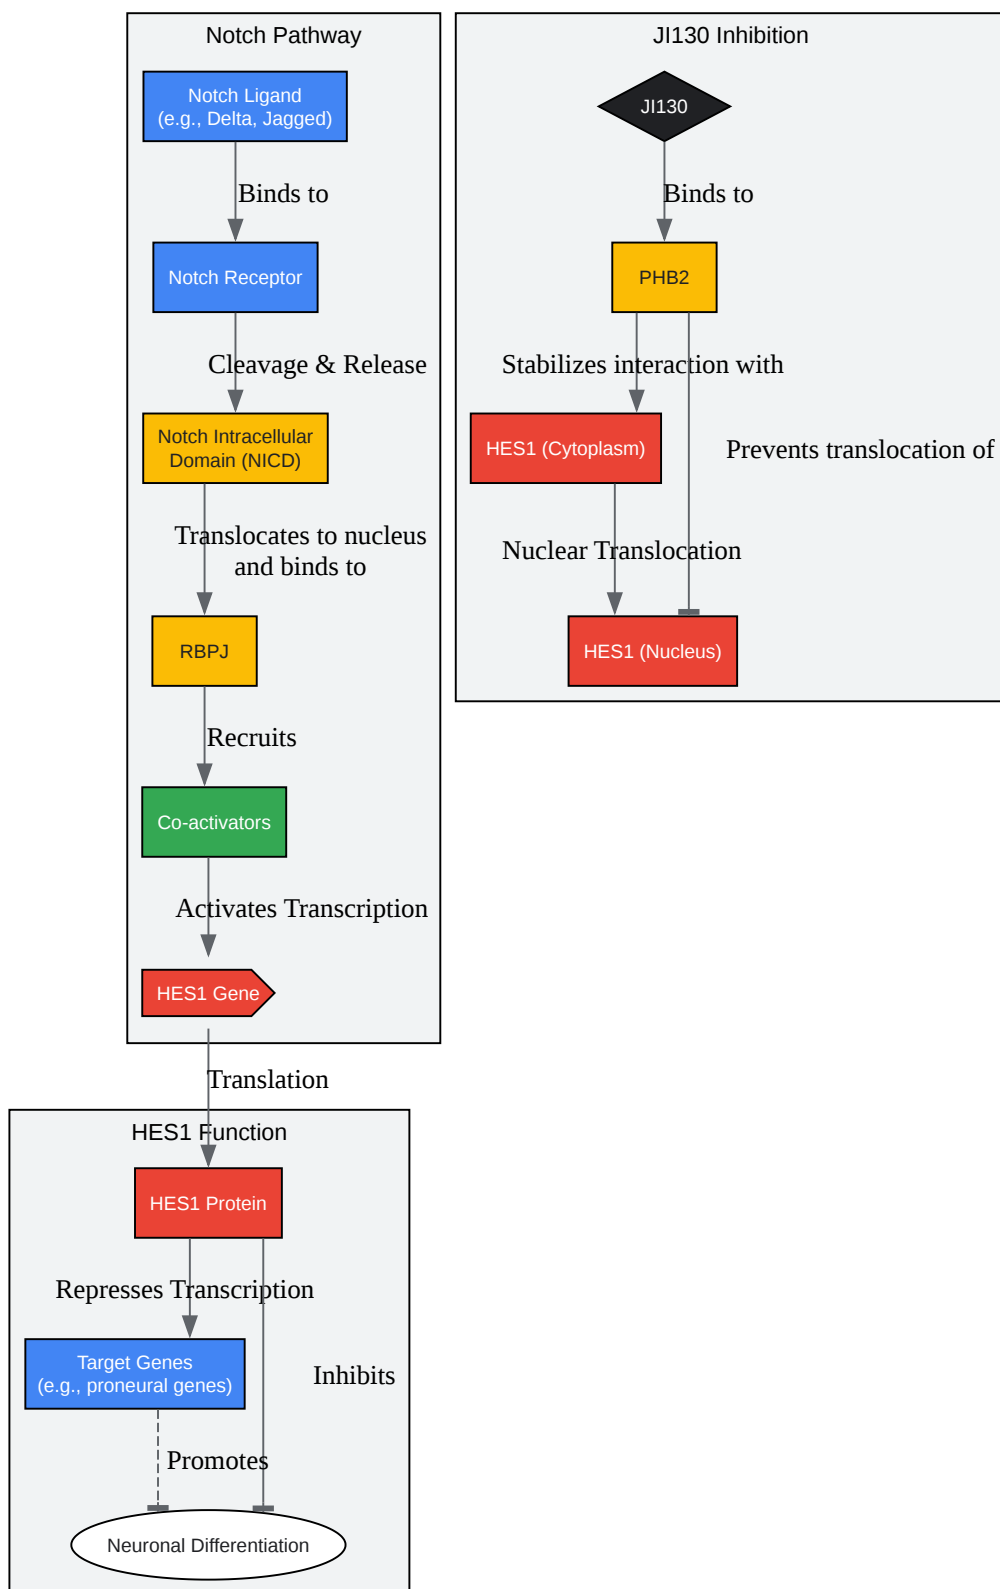 Notch Pathway
Notch Ligand
(e.g., Delta, Jagged)
Binds to
Notch Receptor
Cleavage & Release
Notch Intracellular
Domain (NICD)
Translocates to nucleus
and binds to
RBPJ
Recruits
Co-activators
Activates Transcription
HES1 Gene
Translation
JI130 Inhibition
JI130
Binds to
PHB2
Stabilizes interaction with
HES1 (Cytoplasm)
Prevents translocation of
Nuclear Translocation
HES1 (Nucleus)
HES1 Function
HES1 Protein
Represses Transcription
Target Genes
(e.g., proneural genes)
Inhibits
Promotes
Neuronal Differentiation